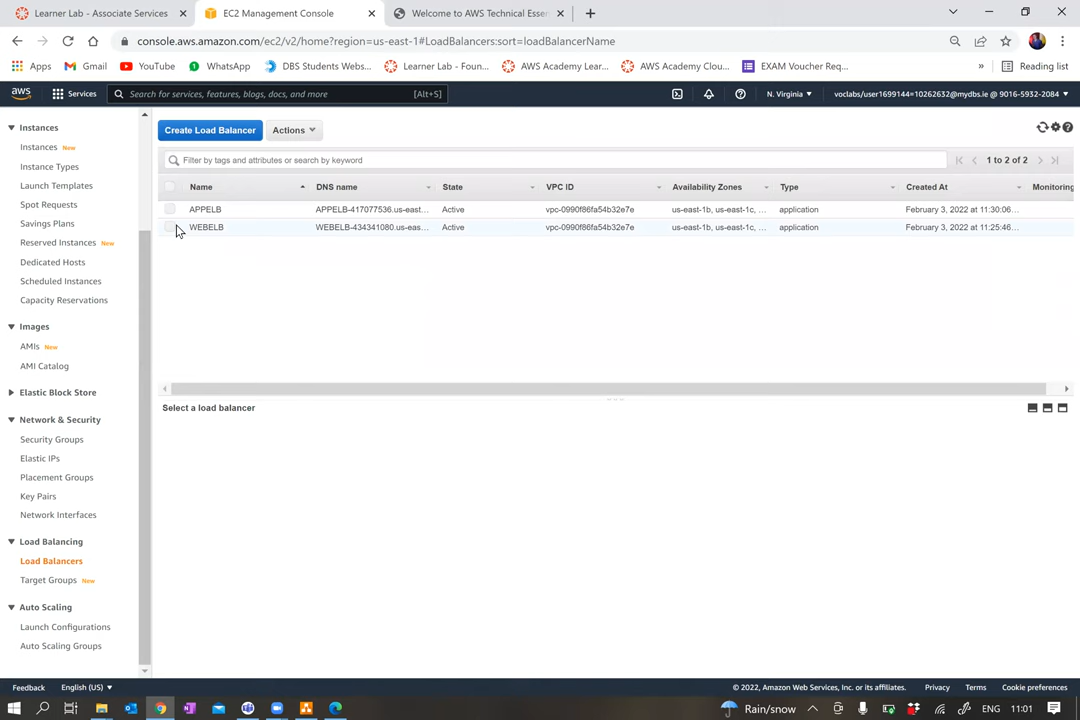 Learner Lab - Associate Services
EC2 Management Console
Welcome to AWS Technical Essen
console.aws.amazon.com/ec2/v2/home?region=us-east-1#LoadBalancers:sort=loadBalancerName
Apps
Gmail
YouTube
WhatsApp
DBS Students Webs...
Learner Lab - Foun...
AWS Academy Lear...
AWS Academy Clou...
EXAM Voucher Req...
»
Reading list
aws
Services
Search for services, features, blogs, docs, and more
[Alt+S]
N. Virginia
voclabs/user1699144=10262632@mydbs.ie @ 9016-5932-2084
Instances
Instances New
Instance Types
Launch Templates
Spot Requests
Savings Plans
Reserved Instances New
Dedicated Hosts
Scheduled Instances
Capacity Reservations
Images
AMIs New
AMI Catalog
Elastic Block Store
Network & Security
Security Groups
Elastic IPs
Placement Groups
Key Pairs
Network Interfaces
Load Balancing
Load Balancers
Target Groups New
Auto Scaling
Launch Configurations
Auto Scaling Groups
Create Load Balancer
Actions
Filter by tags and attributes or search by keyword
1 to 2 of 2
Name DNS name State VPC ID Availability Zones Type Created At Monitoring
APPELB APPELB-417077536.us-east... Active vpc-0990f86fa54b32e7e us-east-1b, us-east-1c, ... application February 3, 2022 at 11:30:06...
WEBELB WEBELB-434341080.us-eas... Active vpc-0990f86fa54b32e7e us-east-1b, us-east-1c, ... application February 3, 2022 at 11:25:46...
Select a load balancer
Feedback
English (US)
© 2022, Amazon Web Services, Inc. or its affiliates.
Privacy
Terms
Cookie preferences
Rain/snow
ENG
11:01